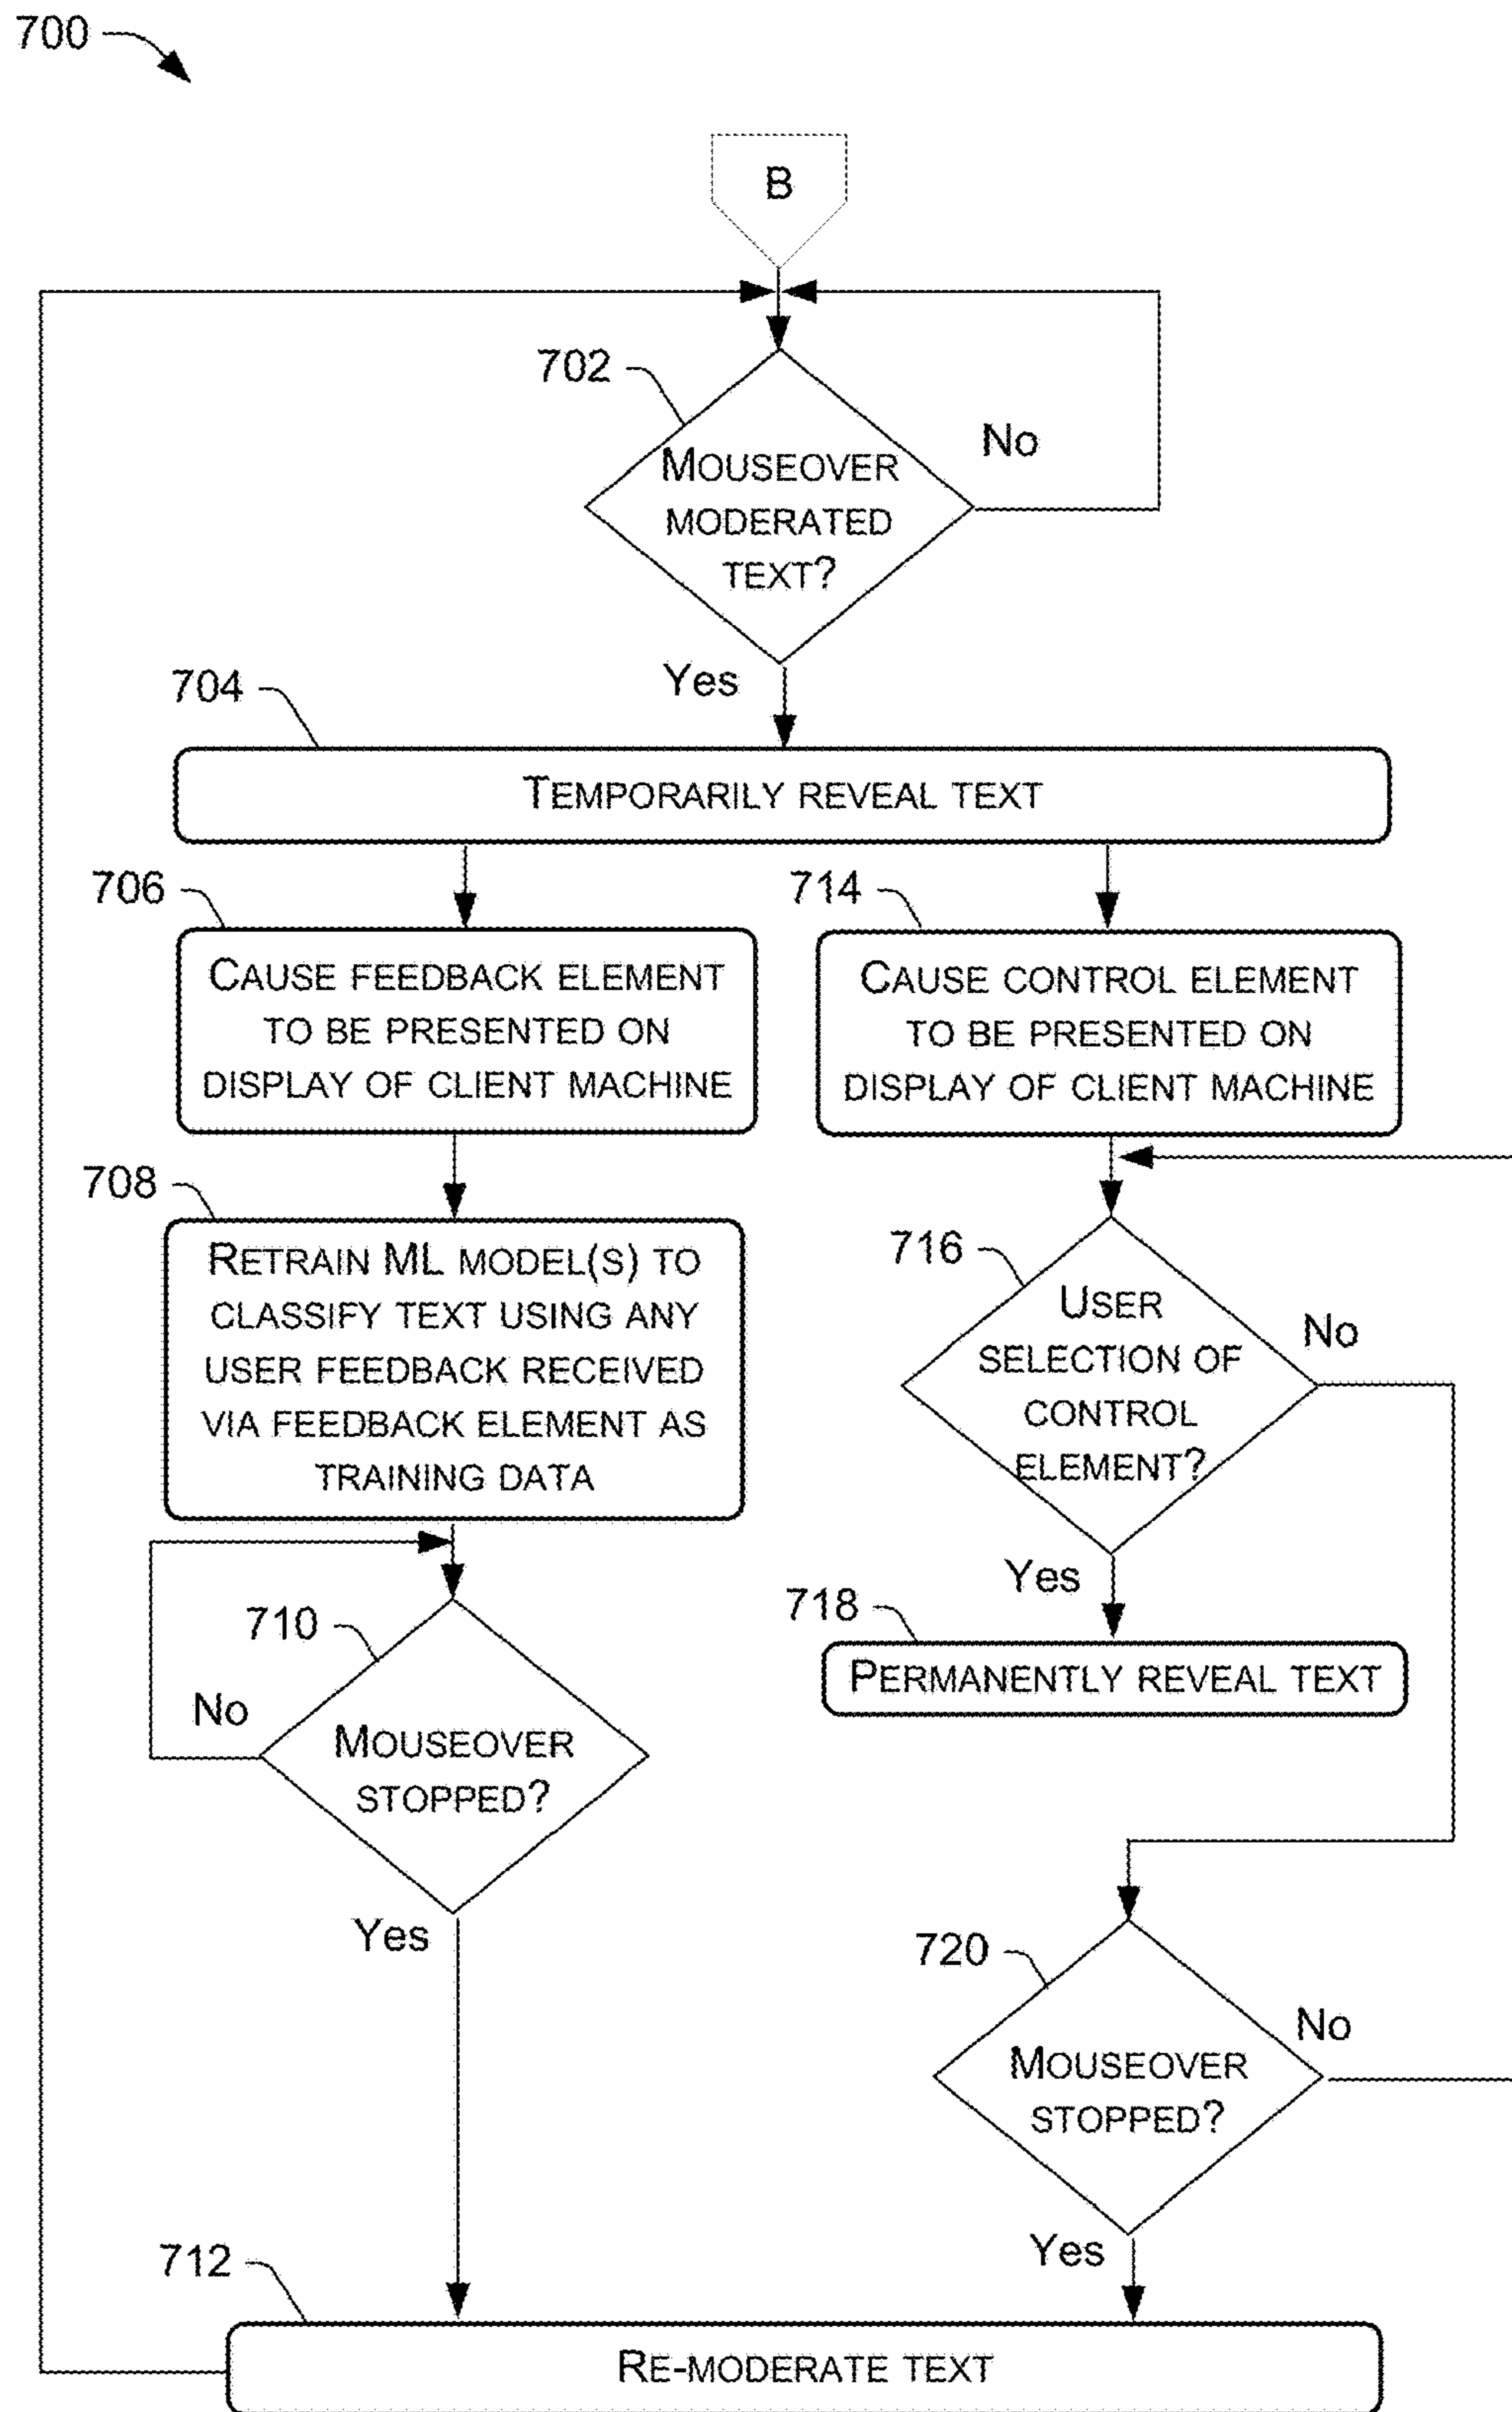 700
B
702
MOUSEOVER
MODERATED
TEXT?
No
Yes
704
TEMPORARILY REVEAL TEXT
706
CAUSE FEEDBACK ELEMENT
TO BE PRESENTED ON
DISPLAY OF CLIENT MACHINE
714
CAUSE CONTROL ELEMENT
TO BE PRESENTED ON
DISPLAY OF CLIENT MACHINE
708
RETRAIN ML MODEL(S) TO
CLASSIFY TEXT USING ANY
USER FEEDBACK RECEIVED
VIA FEEDBACK ELEMENT AS
TRAINING DATA
716
USER
SELECTION OF
CONTROL
ELEMENT?
No
Yes
718
PERMANENTLY REVEAL TEXT
710
No
MOUSEOVER
STOPPED?
Yes
720
MOUSEOVER
STOPPED?
No
Yes
712
RE-MODERATE TEXT